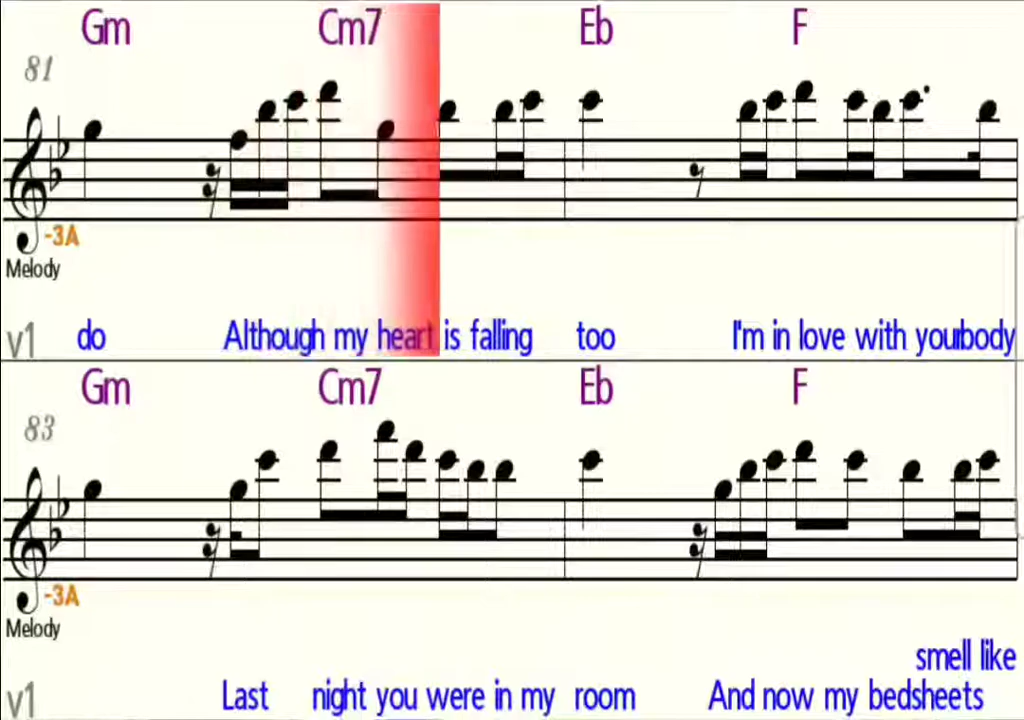 Gm Cm7 Eb F
81
-3A
Melody
v1 do Although my heart is falling too I'm in love with your body
Gm Cm7 Eb F
83
-3A
Melody
smell like
v1 Last night you were in my room And now my bedsheets